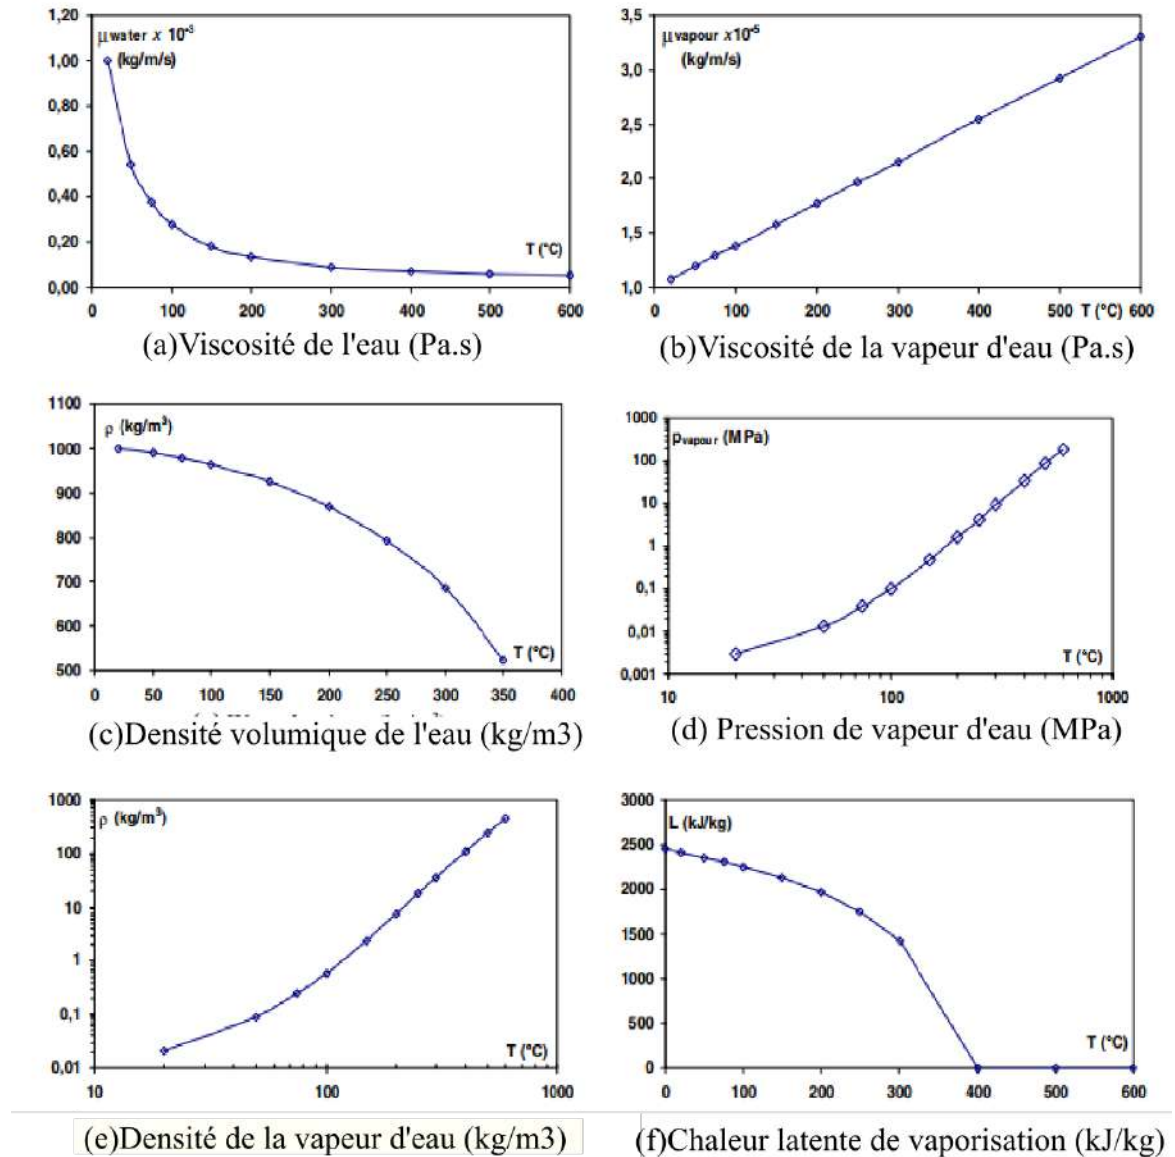 1,20
μwater x 10-3
(kg/m/s)
1,00
0,80
0,60
0,40
0,20
0,00
T (°C)
0 100 200 300 400 500 600
(a)Viscosité de l'eau (Pa.s)
3,5
μvapour x10-5
(kg/m/s)
3,0
2,5
2,0
1,5
1,0
0 100 200 300 400 500 T (°C) 600
(b)Viscosité de la vapeur d'eau (Pa.s)
1100
ρ (kg/m3)
1000
900
800
700
600
500
T (°C)
0 50 100 150 200 250 300 350 400
(c)Densité volumique de l'eau (kg/m3)
1000
pvapour (MPa)
100
10
1
0,1
0,01
0,001
T (°C)
10 100 1000
(d) Pression de vapeur d'eau (MPa)
1000
ρ (kg/m3)
100
10
1
0,1
0,01
T (°C)
10 100 1000
(e)Densité de la vapeur d'eau (kg/m3)
3000
L (kJ/kg)
2500
2000
1500
1000
500
0
T (°C)
0 100 200 300 400 500 600
(f)Chaleur latente de vaporisation (kJ/kg)